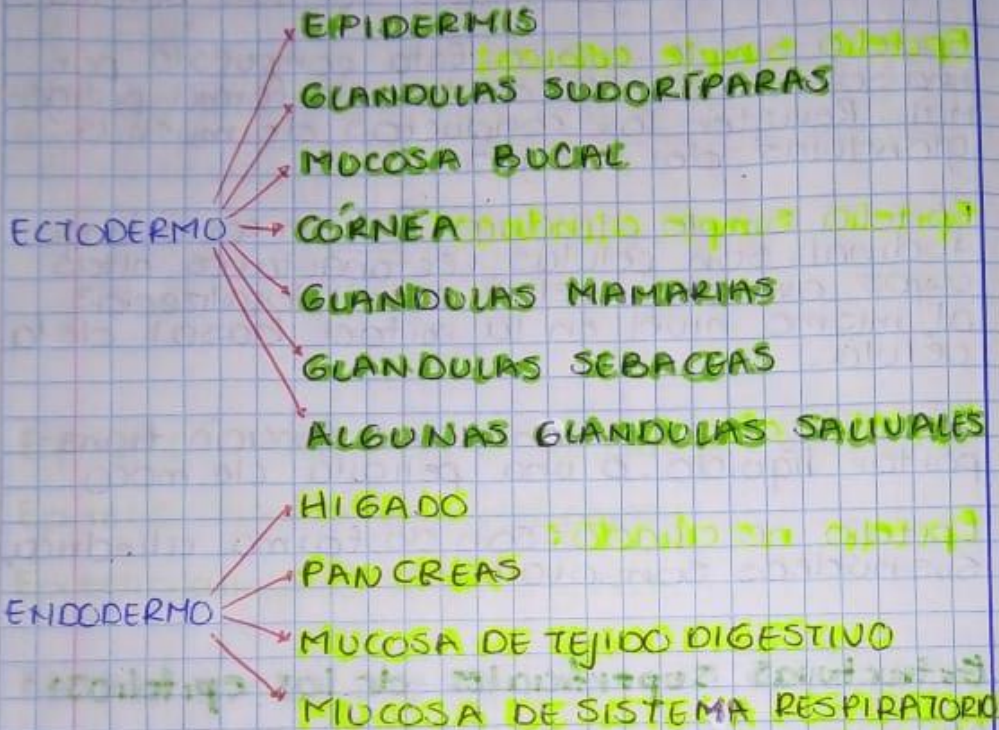 EPIDERMIS
GLANDULAS SUDORÍPARAS
MUCOSA BUCAL
ECTODERMO
CÓRNEA
GLANDULAS MAMARIAS
GLANDULAS SEBACEAS
ALGUNAS GLANDULAS SALIVALES
HIGADO
PANCREAS
ENDODERMO
MUCOSA DE TEJIDO DIGESTIVO
MUCOSA DE SISTEMA RESPIRATORIO